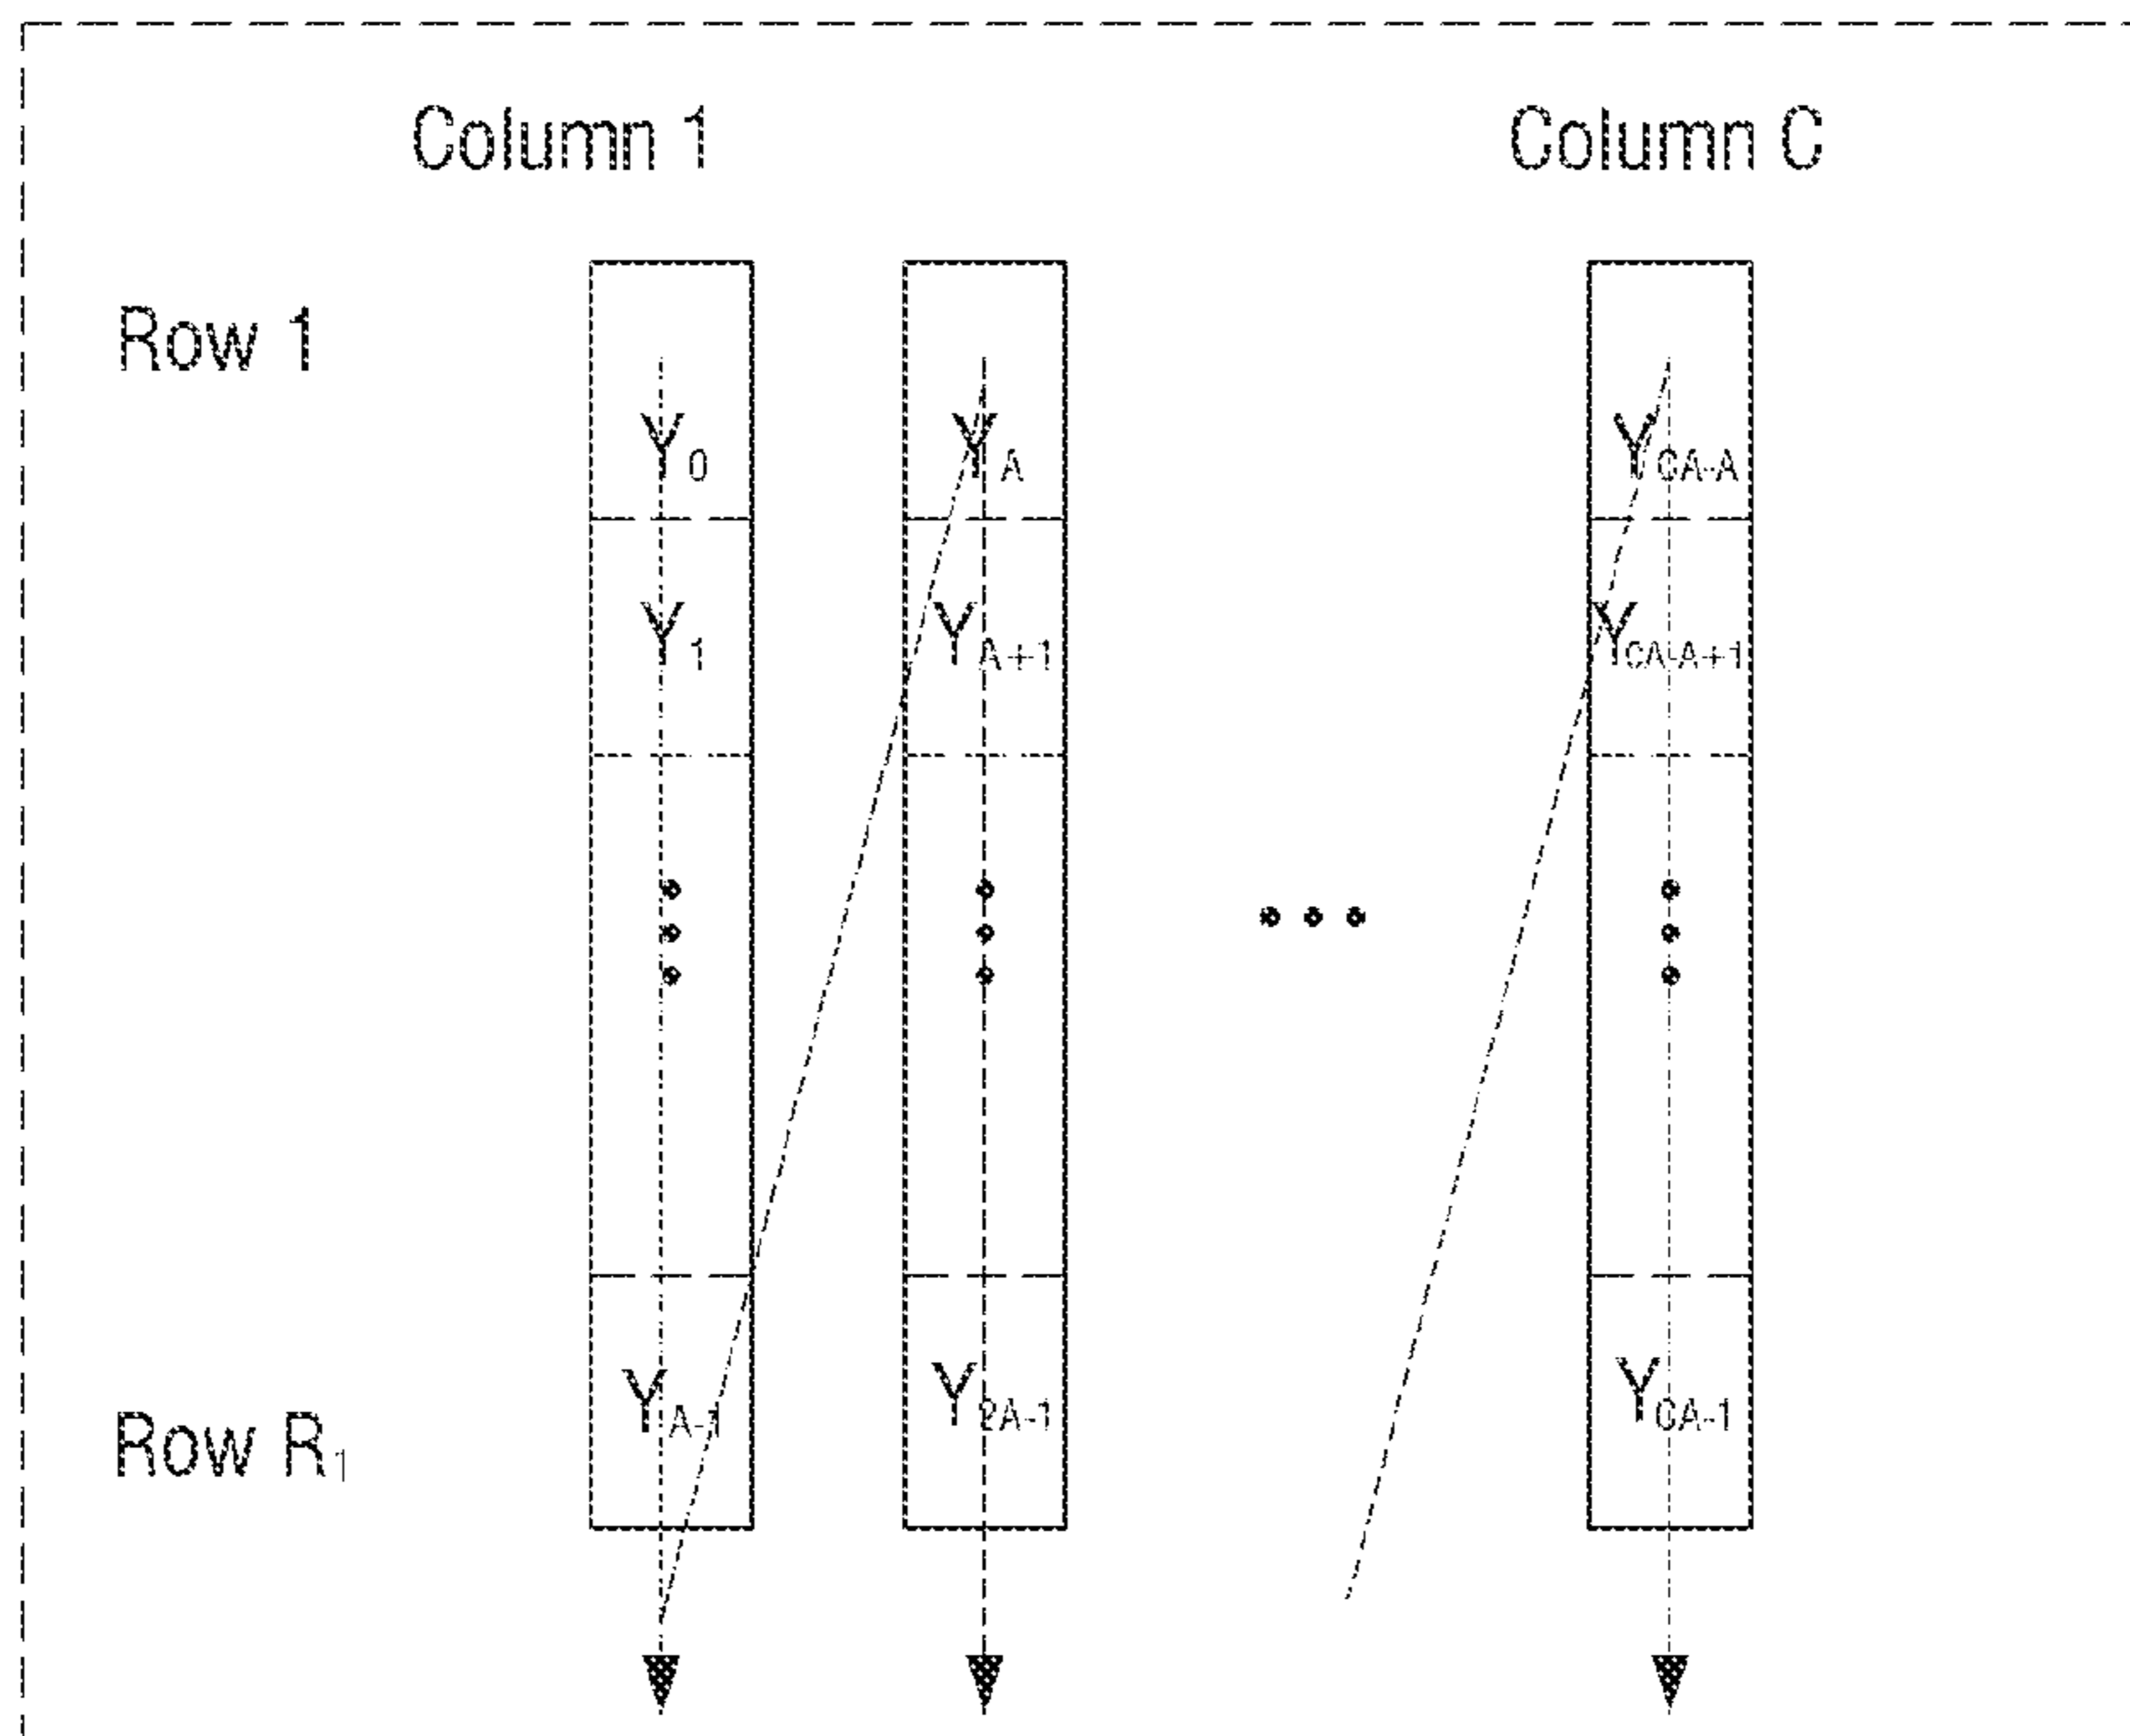 Column 1 Column C
Row 1
Y0 YA YCA-A
Y1 YA+1 YCA-A+1
YA-1 Y2A-1 YCA-1
Row R1